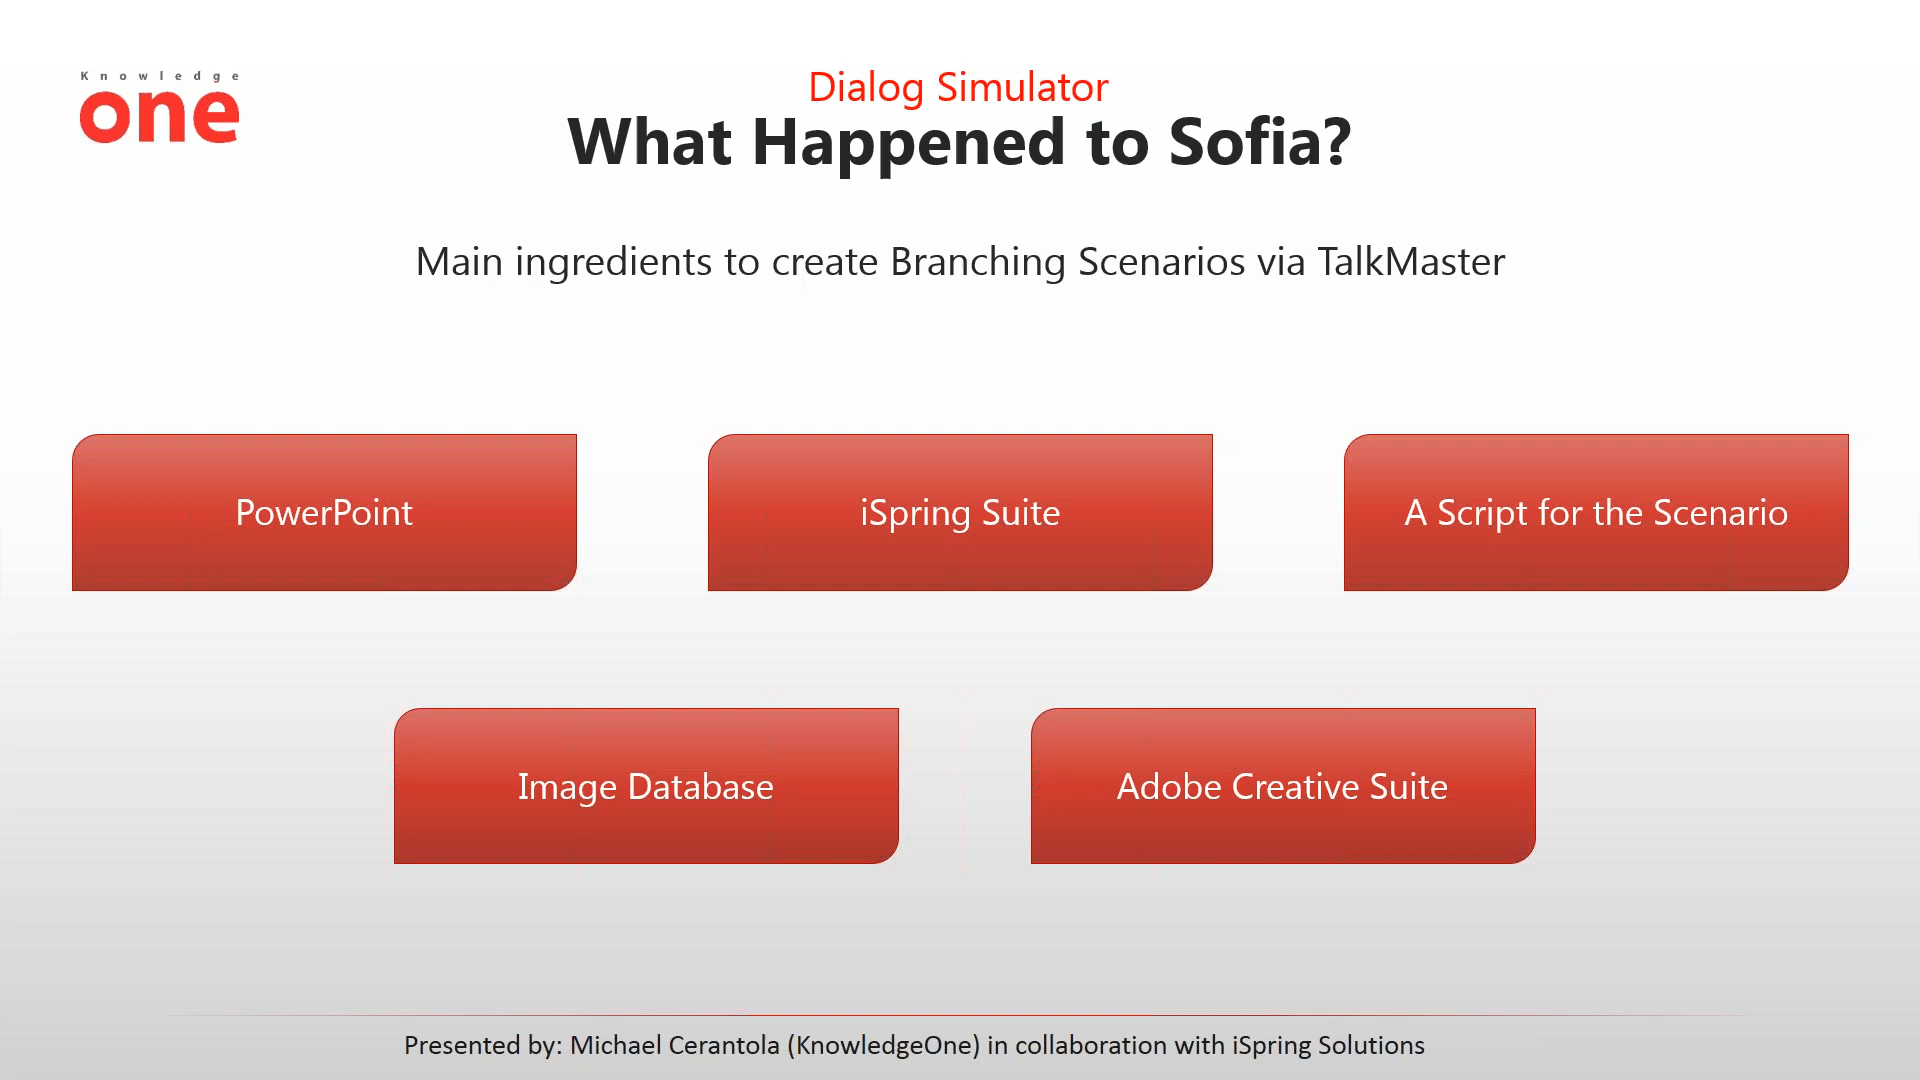 Knowledge
one
Dialog Simulator
What Happened to Sofia?
Main ingredients to create Branching Scenarios via TalkMaster
PowerPoint
iSpring Suite
A Script for the Scenario
Image Database
Adobe Creative Suite
Presented by: Michael Cerantola (KnowledgeOne) in collaboration with iSpring Solutions